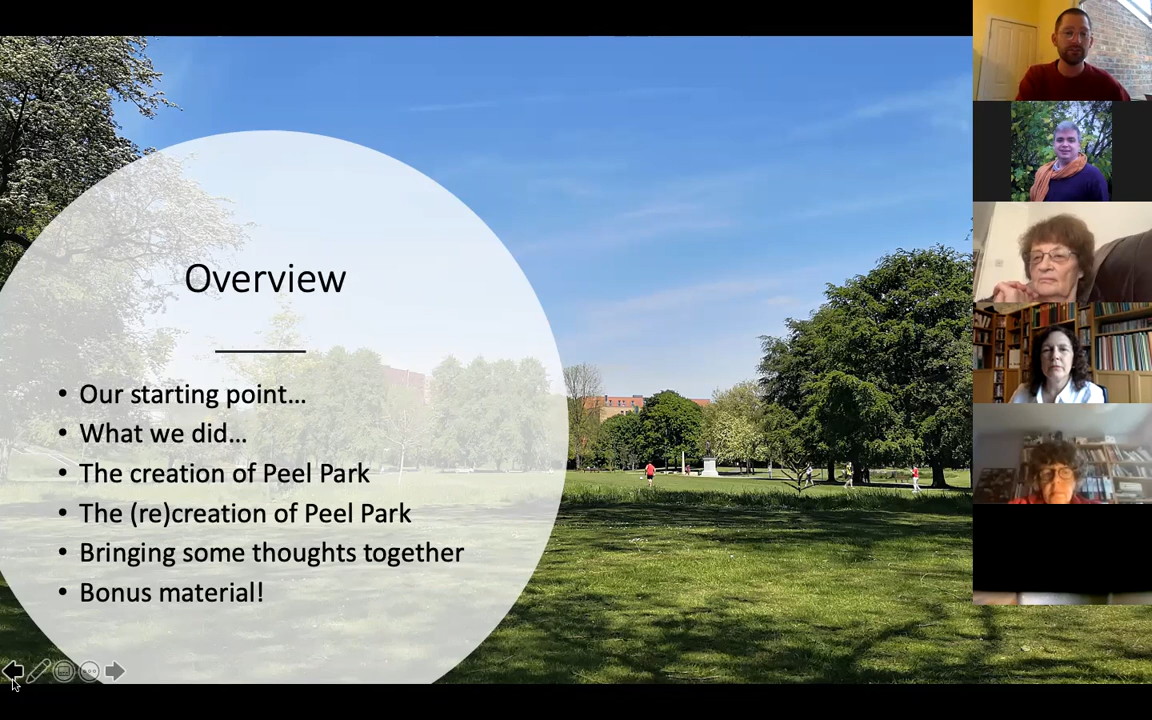 Overview
• Our starting point...
• What we did...
• The creation of Peel Park
• The (re)creation of Peel Park
• Bringing some thoughts together
• Bonus material!